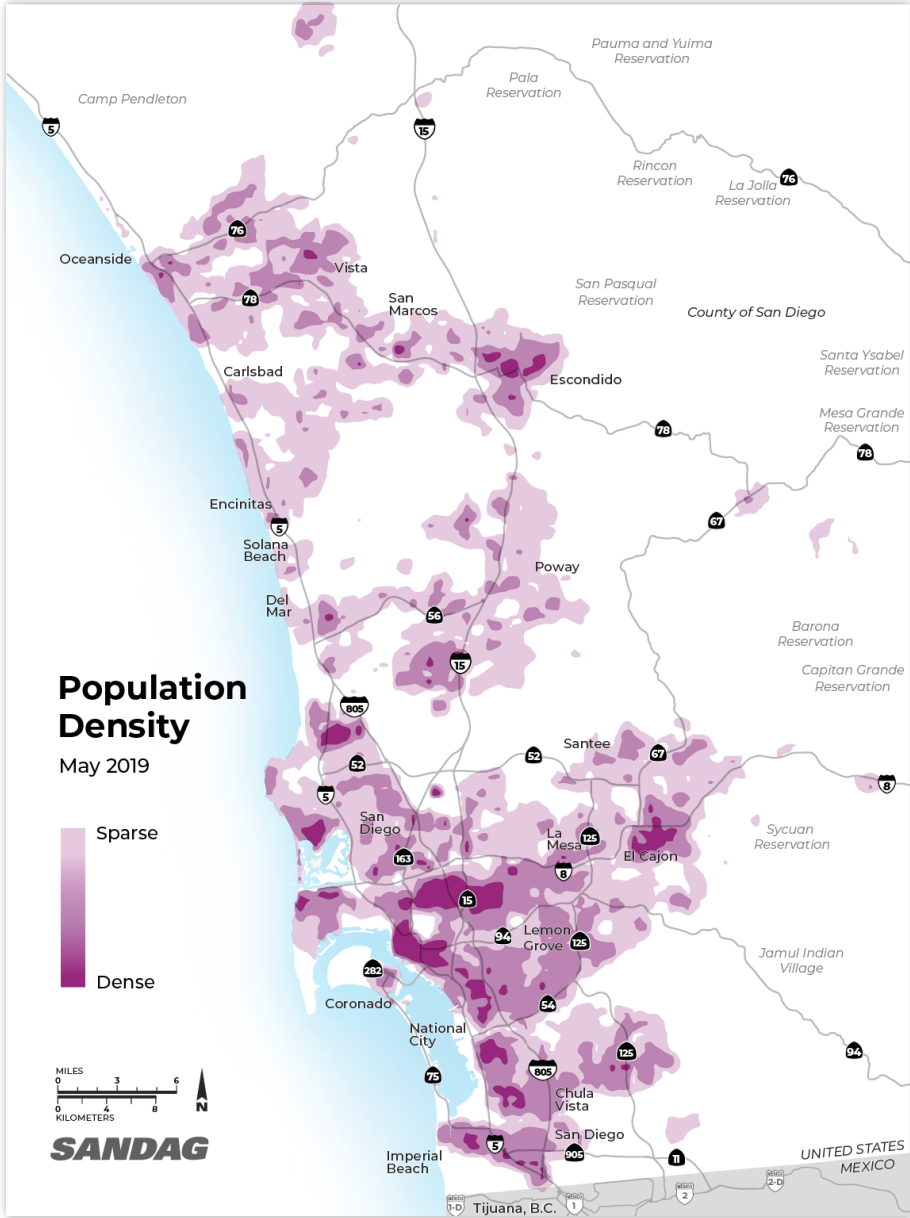 Pauma and Yuima
Reservation
Pala
Reservation
Camp Pendleton
5
15
Rincon
Reservation
La Jolla
Reservation
76
76
Oceanside
Vista
San Pasqual
Reservation
78
San
Marcos
County of San Diego
Santa Ysabel
Reservation
Carlsbad
Escondido
Mesa Grande
Reservation
78
78
Encinitas
67
5
Solana
Beach
Poway
Del
Mar
56
Barona
Reservation
15
Capitan Grande
Reservation
Population
Density
May 2019
805
Santee
67
52
52
8
5
Sparse
San
Diego
La
Mesa
125
Sycuan
Reservation
163
El Cajon
8
15
Lemon
Grove
94
125
Jamul Indian
Village
282
Dense
Coronado
54
National
City
94
125
805
75
MILES
0 3 6
0 4 8
KILOMETERS
N
SANDAG
Chula
Vista
San Diego
5
905
11
Imperial
Beach
UNITED STATES
MEXICO
MEXICO
2-D
MEXICO
2
MEXICO
1-D
Tijuana, B.C.
MEXICO
1